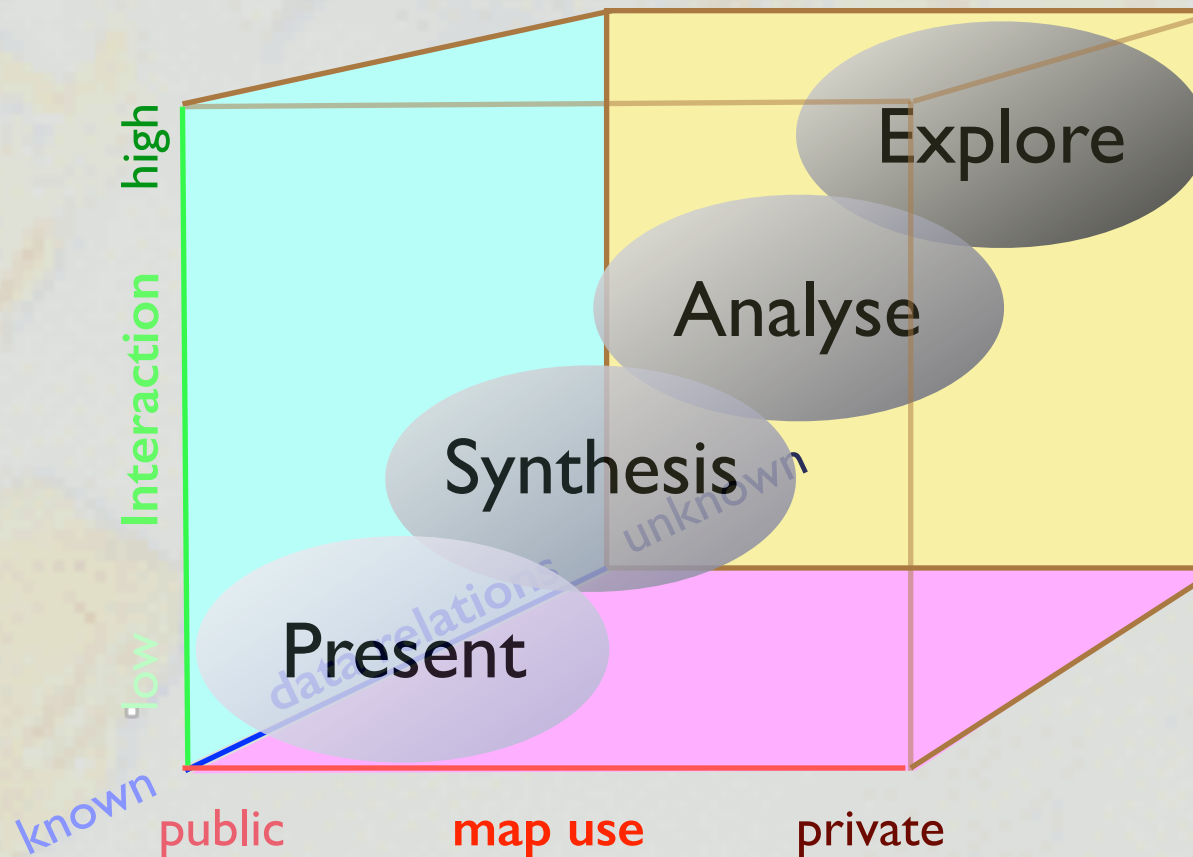 high
Explore
Interaction
Analyse
Synthesis
unknown
low
data relations
Present
known
public
map use
private